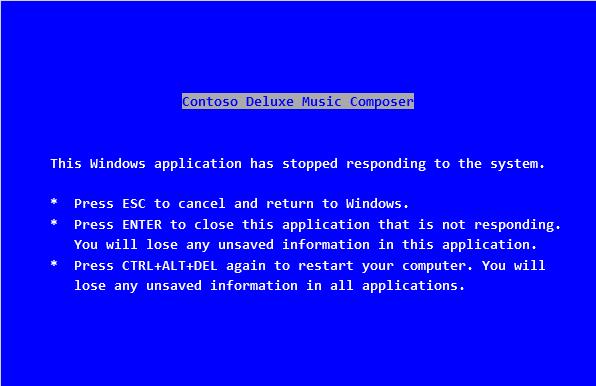 Contoso Deluxe Music Composer
This Windows application has stopped responding to the system.
*  Press ESC to cancel and return to Windows.
*  Press ENTER to close this application that is not responding.
You will lose any unsaved information in this application.
*  Press CTRL+ALT+DEL again to restart your computer. You will
lose any unsaved information in all applications.